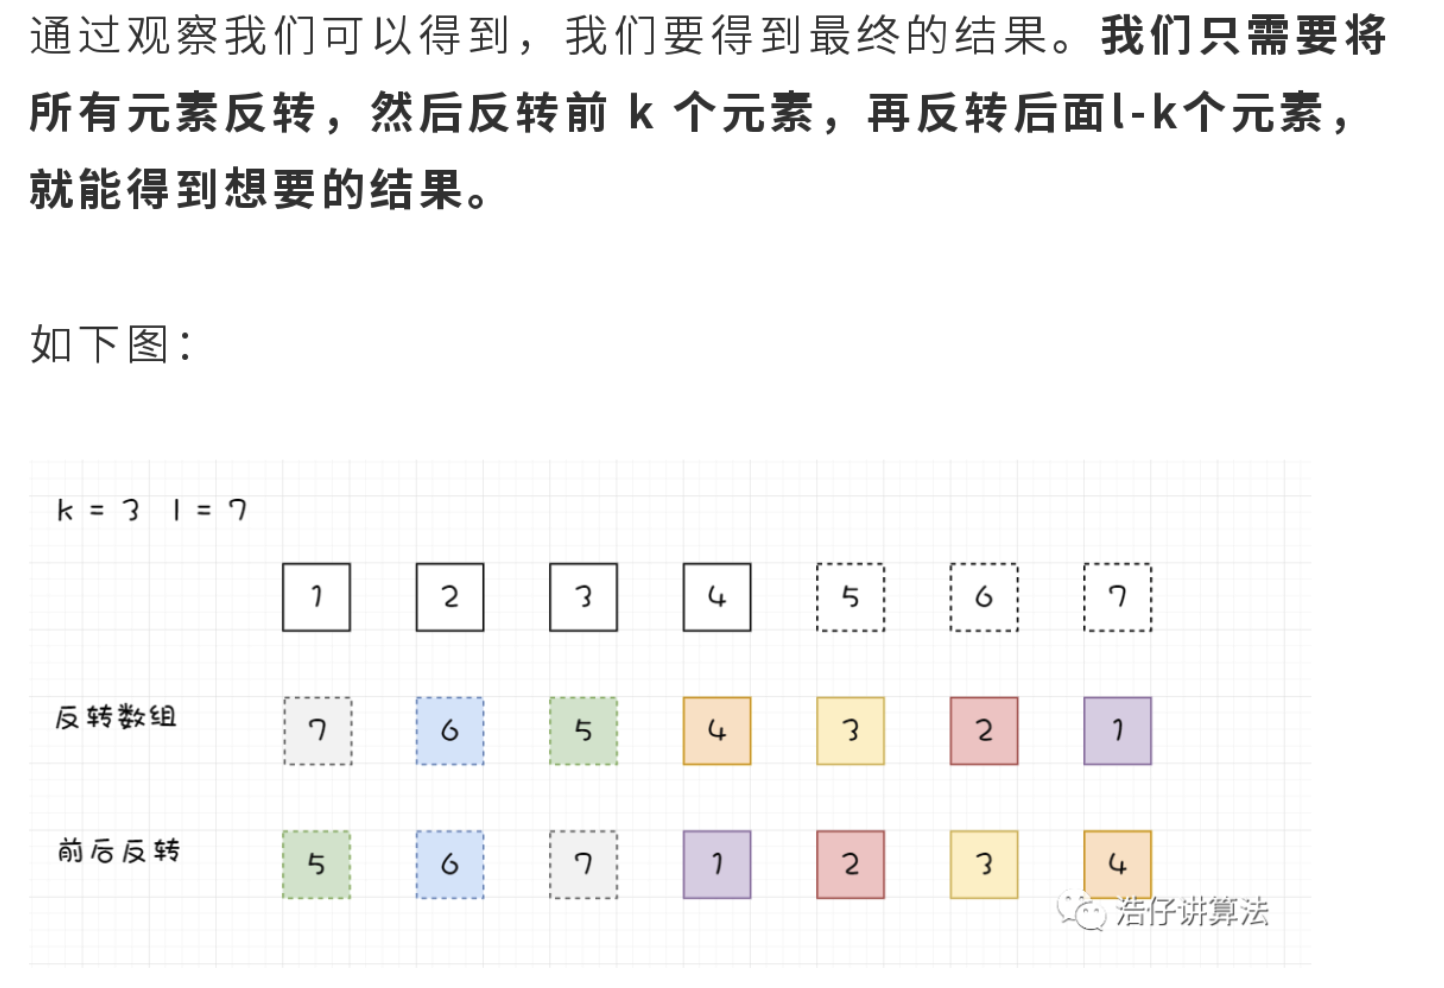 通过观察我们可以得到，我们要得到最终的结果。我们只需要将
所有元素反转，然后反转前 k 个元素，再反转后面l-k个元素，
就能得到想要的结果。
如下图：
k = 3 l = 7
1 2 3 4 5 6 7
反转数组 7 6 5 4 3 2 1
前后反转 5 6 7 1 2 3 4
浩仔讲算法